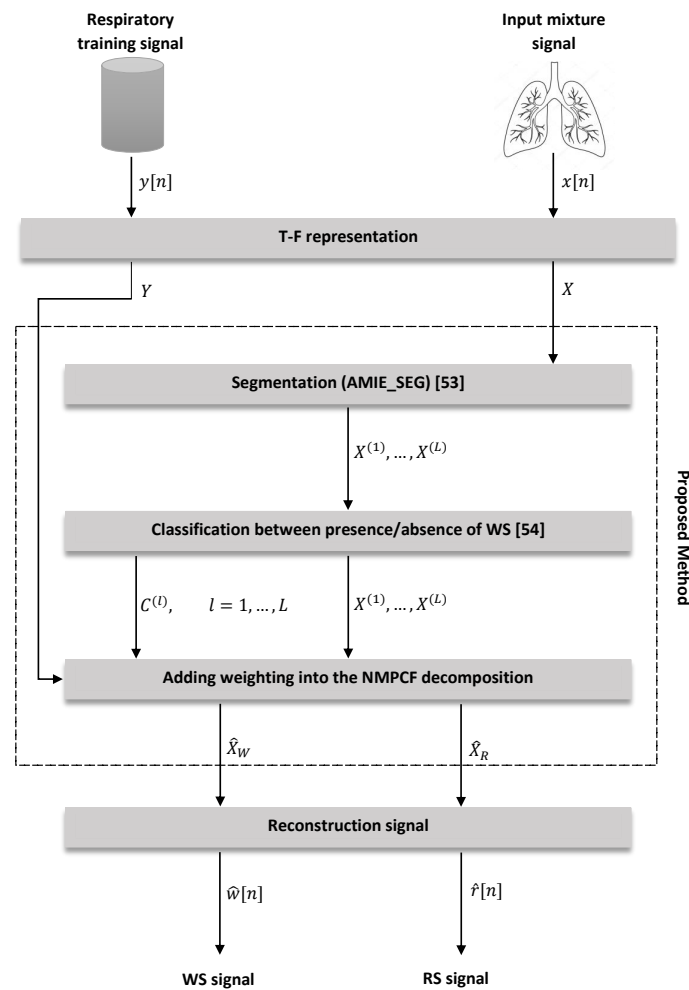 Respiratory
training signal
Input mixture
signal
y[n]
x[n]
T-F representation
Y
X
Segmentation (AMIE_SEG) [53]
X^(1), … , X^(L)
Classification between presence/absence of WS [54]
C^(l), l = 1, … , L
X^(1), … , X^(L)
Adding weighting into the NMPCF decomposition
Proposed Method
X̂_W
X̂_R
Reconstruction signal
ŵ[n]
r̂[n]
WS signal
RS signal